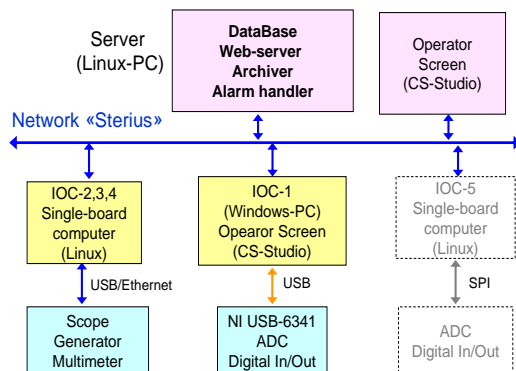 Server
(Linux-PC)
DataBase
Web-server
Archiver
Alarm handler
Operator
Screen
(CS-Studio)
Network «Sterius»
IOC-2,3,4
Single-board
computer
(Linux)
IOC-1
(Windows-PC)
Opearor Screen
(CS-Studio)
IOC-5
Single-board
computer
(Linux)
USB/Ethernet
USB
SPI
Scope
Generator
Multimeter
NI USB-6341
ADC
Digital In/Out
ADC
Digital In/Out